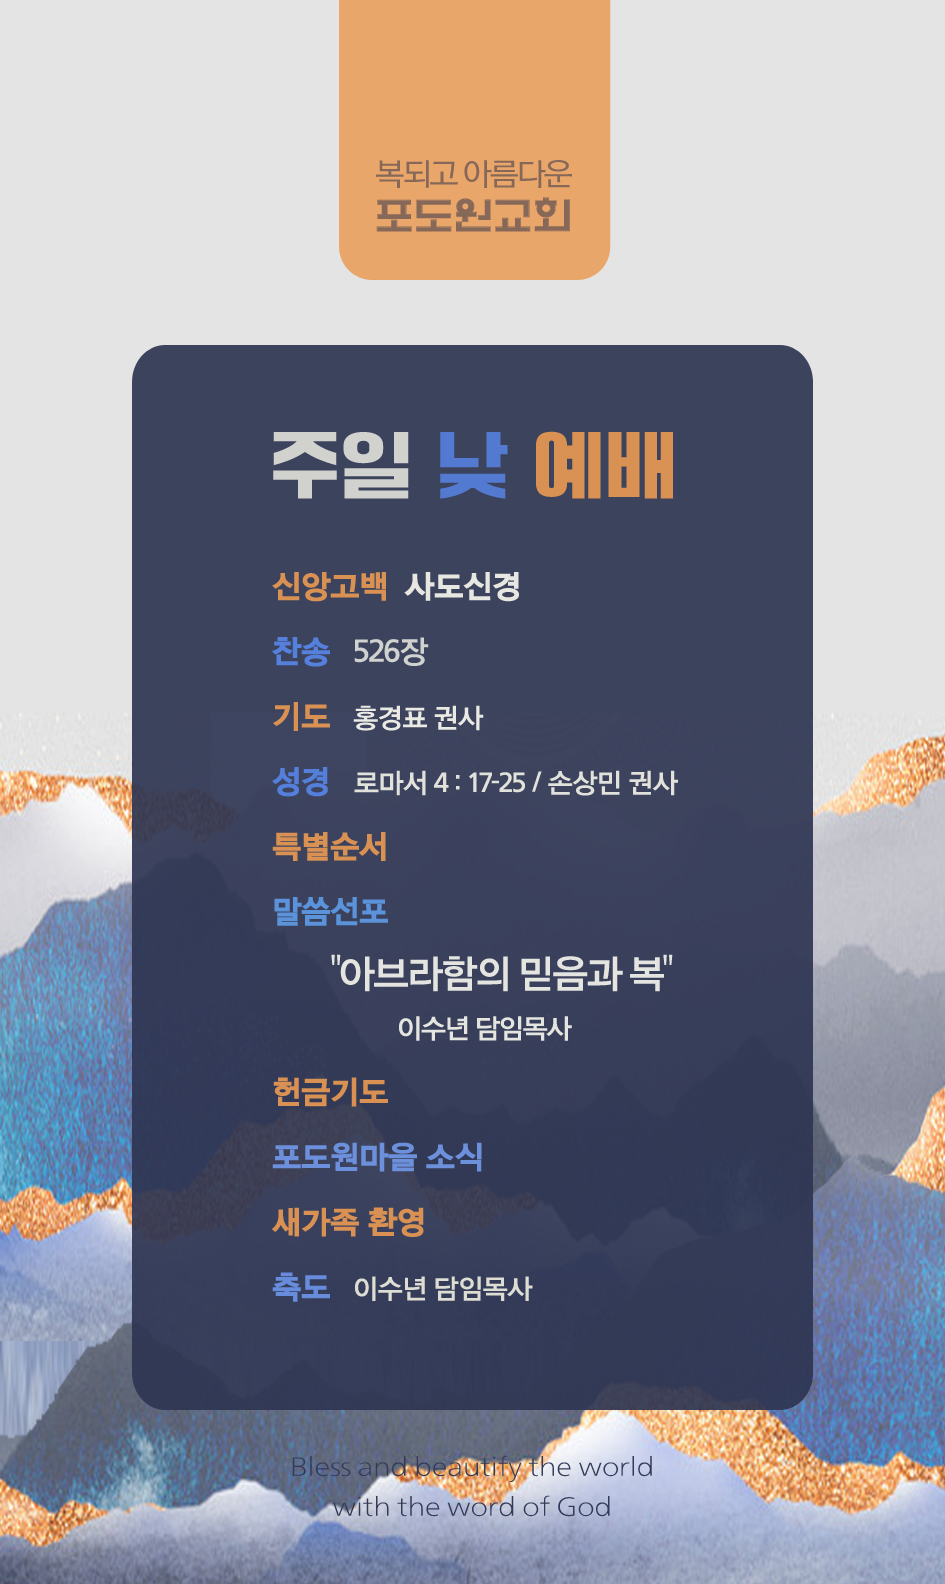 복되고 아름다운
포도원교회
주일 낮 예배
신앙고백 사도신경
찬송 526장
기도 홍경표 권사
성경 로마서 4 : 17-25 / 손상민 권사
특별순서
말씀선포
"아브라함의 믿음과 복"
이수년 담임목사
헌금기도
포도원마을 소식
새가족 환영
축도 이수년 담임목사
Bless and beautify the world
with the word of God